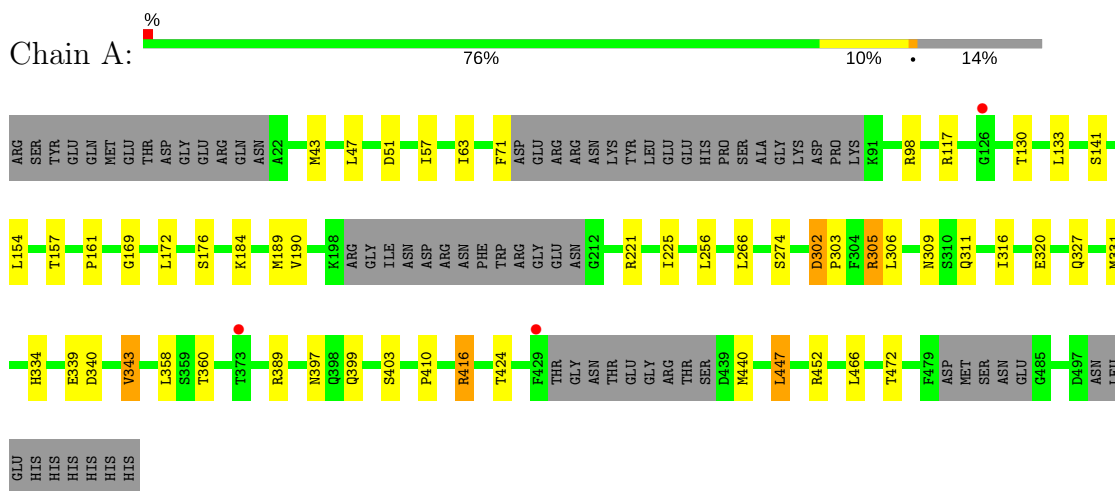 %
Chain A:
76% 10% • 14%
ARG SER TYR GLU GLN MET GLU THR ASP GLY GLU ARG GLN ASN A22 M43 L47 D51 I57 I63 F71 ASP GLU ARG ARG ASN LYS TYR LEU GLU GLU HIS PRO SER ALA GLY LYS ASP PRO LYS K91 R98 R117 G126 T130 L133 S141
L154 T157 P161 G169 L172 S176 K184 M189 V190 K198 ARG GLY ILE ASN ASP ARG ASN PHE TRP ARG GLY GLU ASN G212 R221 I225 L256 L266 S274 D302 P303 F304 R305 L306 N309 S310 Q311 I316 E320 Q327 M331
H334 E339 D340 V343 L358 S359 T360 T373 R389 N397 Q398 Q399 S403 P410 R416 T424 F429 THR GLY ASN THR GLU GLY ARG THR SER D439 M440 L447 R452 L466 T472 F479 ASP MET SER ASN GLU G485 D497 ASN LEU
GLU HIS HIS HIS HIS HIS HIS